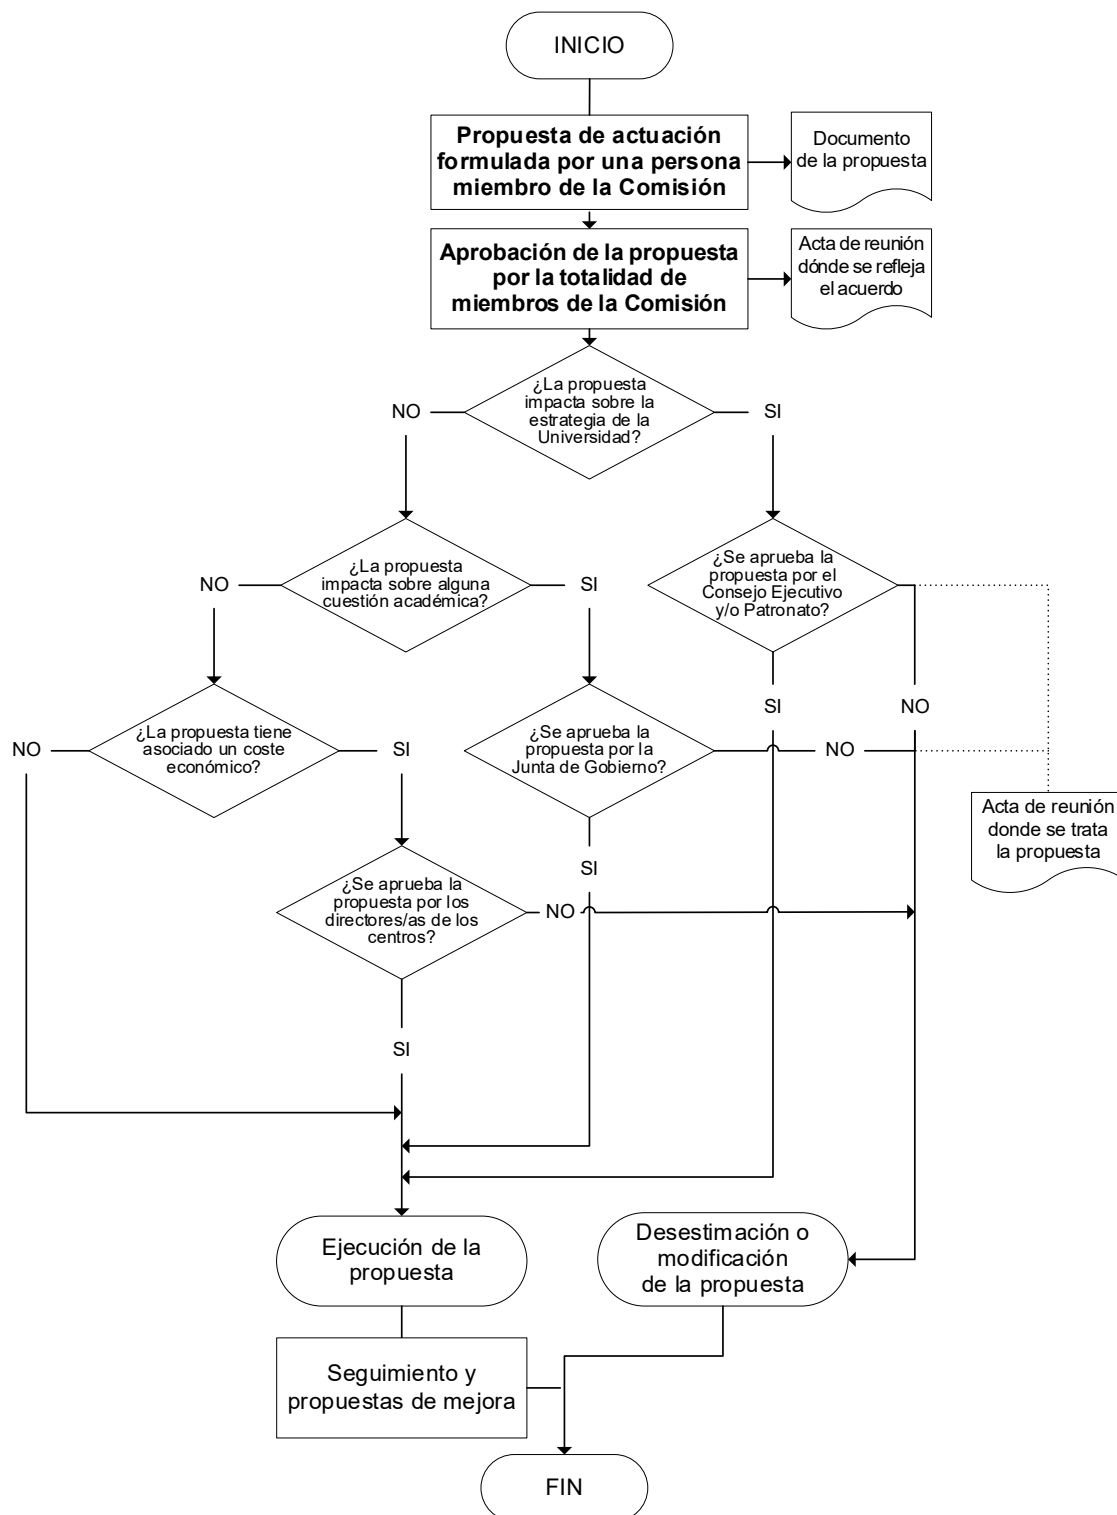 INICIO
Propuesta de actuación
formulada por una persona
miembro de la Comisión
Documento
de la propuesta
Aprobación de la propuesta
por la totalidad de
miembros de la Comisión
Acta de reunión
dónde se refleja
el acuerdo
¿La propuesta
impacta sobre la
estrategia de la
Universidad?
NO
SI
¿La propuesta
impacta sobre alguna
cuestión académica?
NO
SI
¿Se aprueba la
propuesta por el
Consejo Ejecutivo
y/o Patronato?
SI
NO
¿La propuesta tiene
asociado un coste
económico?
NO
SI
¿Se aprueba la
propuesta por la
Junta de Gobierno?
NO
SI
Acta de reunión
donde se trata
la propuesta
¿Se aprueba la
propuesta por los
directores/as de los
centros?
NO
SI
Ejecución de la
propuesta
Desestimación o
modificación
de la propuesta
Seguimiento y
propuestas de mejora
FIN